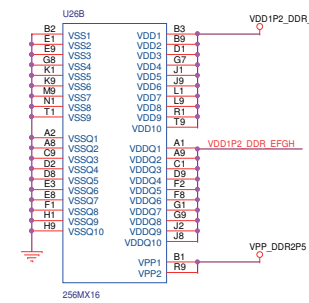 U26B
B2 VSS1 VDD1 B3 VDD1P2_DDR_
E1 VSS2 VDD2 B9
E9 VSS3 VDD3 D1
G8 VSS4 VDD4 G7
K1 VSS5 VDD5 J1
K9 VSS6 VDD6 J9
M9 VSS7 VDD7 L1
N1 VSS8 VDD8 L9
T1 VSS9 VDD9 R1
VDD10 T9
A2 VSSQ1 VDDQ1 A1 VDD1P2_DDR_EFGH
A8 VSSQ2 VDDQ2 A9
C9 VSSQ3 VDDQ3 C1
D2 VSSQ4 VDDQ4 D9
D8 VSSQ5 VDDQ5 F2
E3 VSSQ6 VDDQ6 F8
E8 VSSQ7 VDDQ7 G1
F1 VSSQ8 VDDQ8 G9
H1 VSSQ9 VDDQ9 J2
H9 VSSQ10 VDDQ10 J8
VPP1 B1 VPP_DDR2P5
VPP2 R9
256MX16